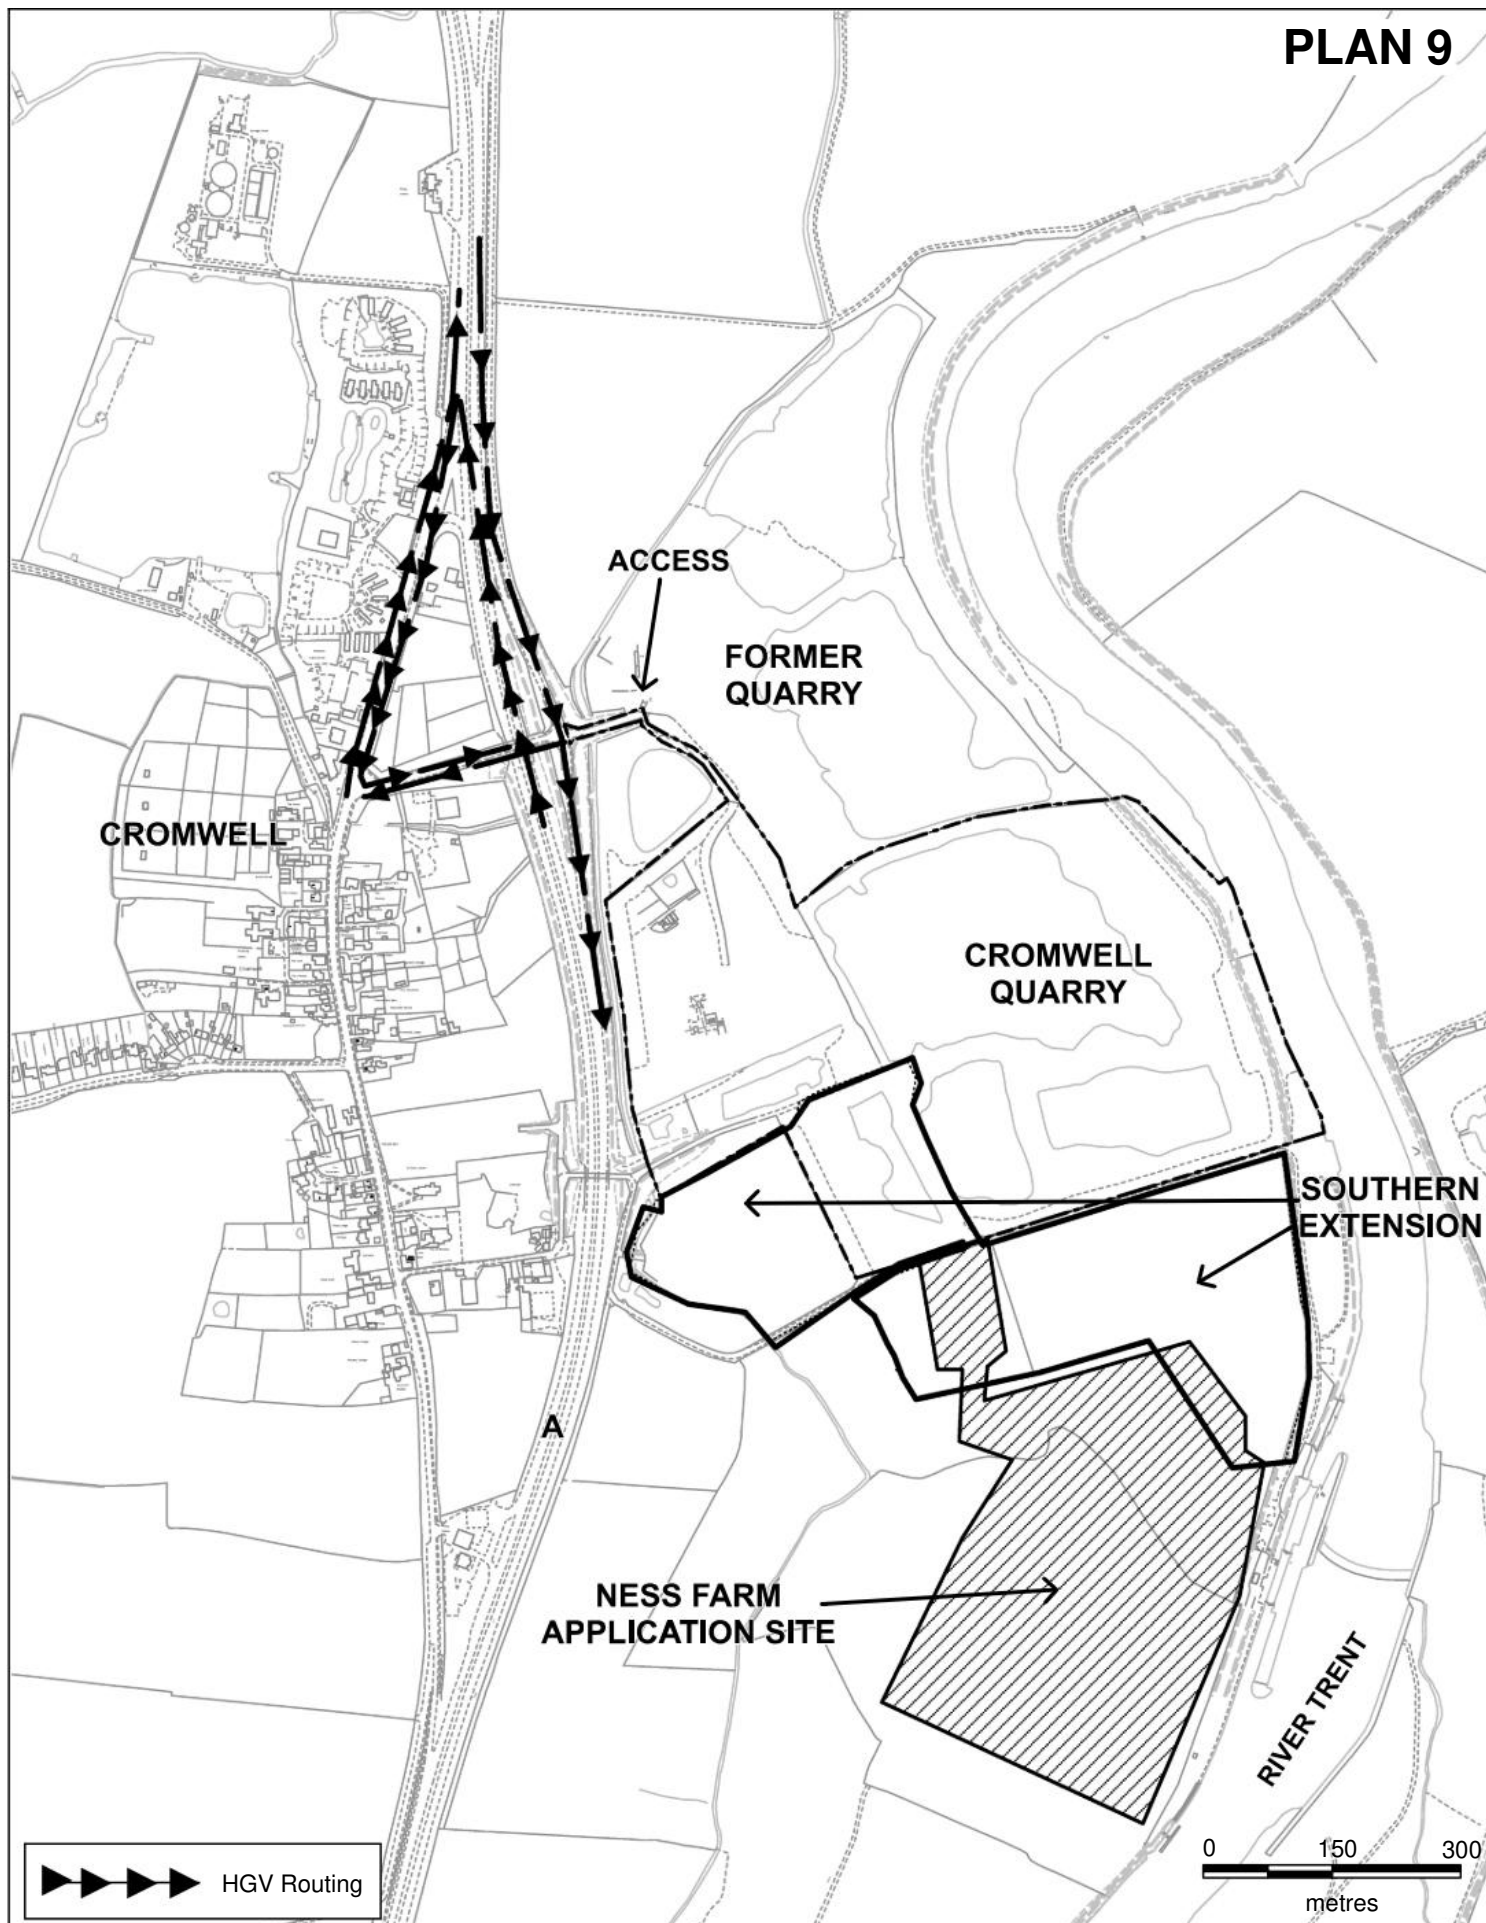 PLAN 9
ACCESS
FORMER
QUARRY
CROMWELL
CROMWELL
QUARRY
SOUTHERN
EXTENSION
A
NESS FARM
APPLICATION SITE
RIVER TRENT
HGV Routing
0 150 300
metres